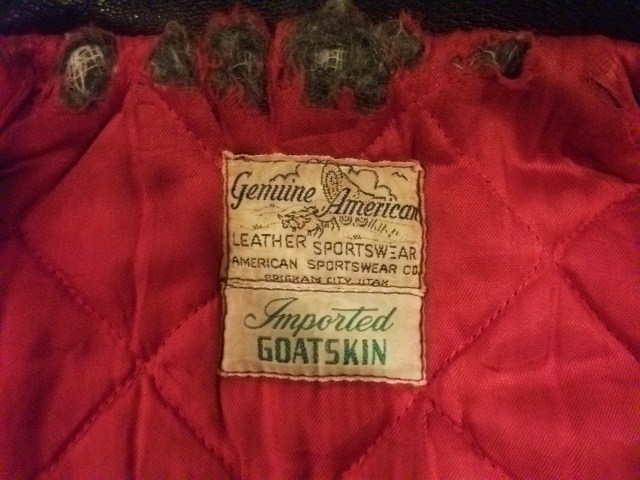 Genuine American
LEATHER SPORTSWEAR
AMERICAN SPORTSWEAR CO.
BRIGHAM CITY, UTAH
Imported
GOATSKIN